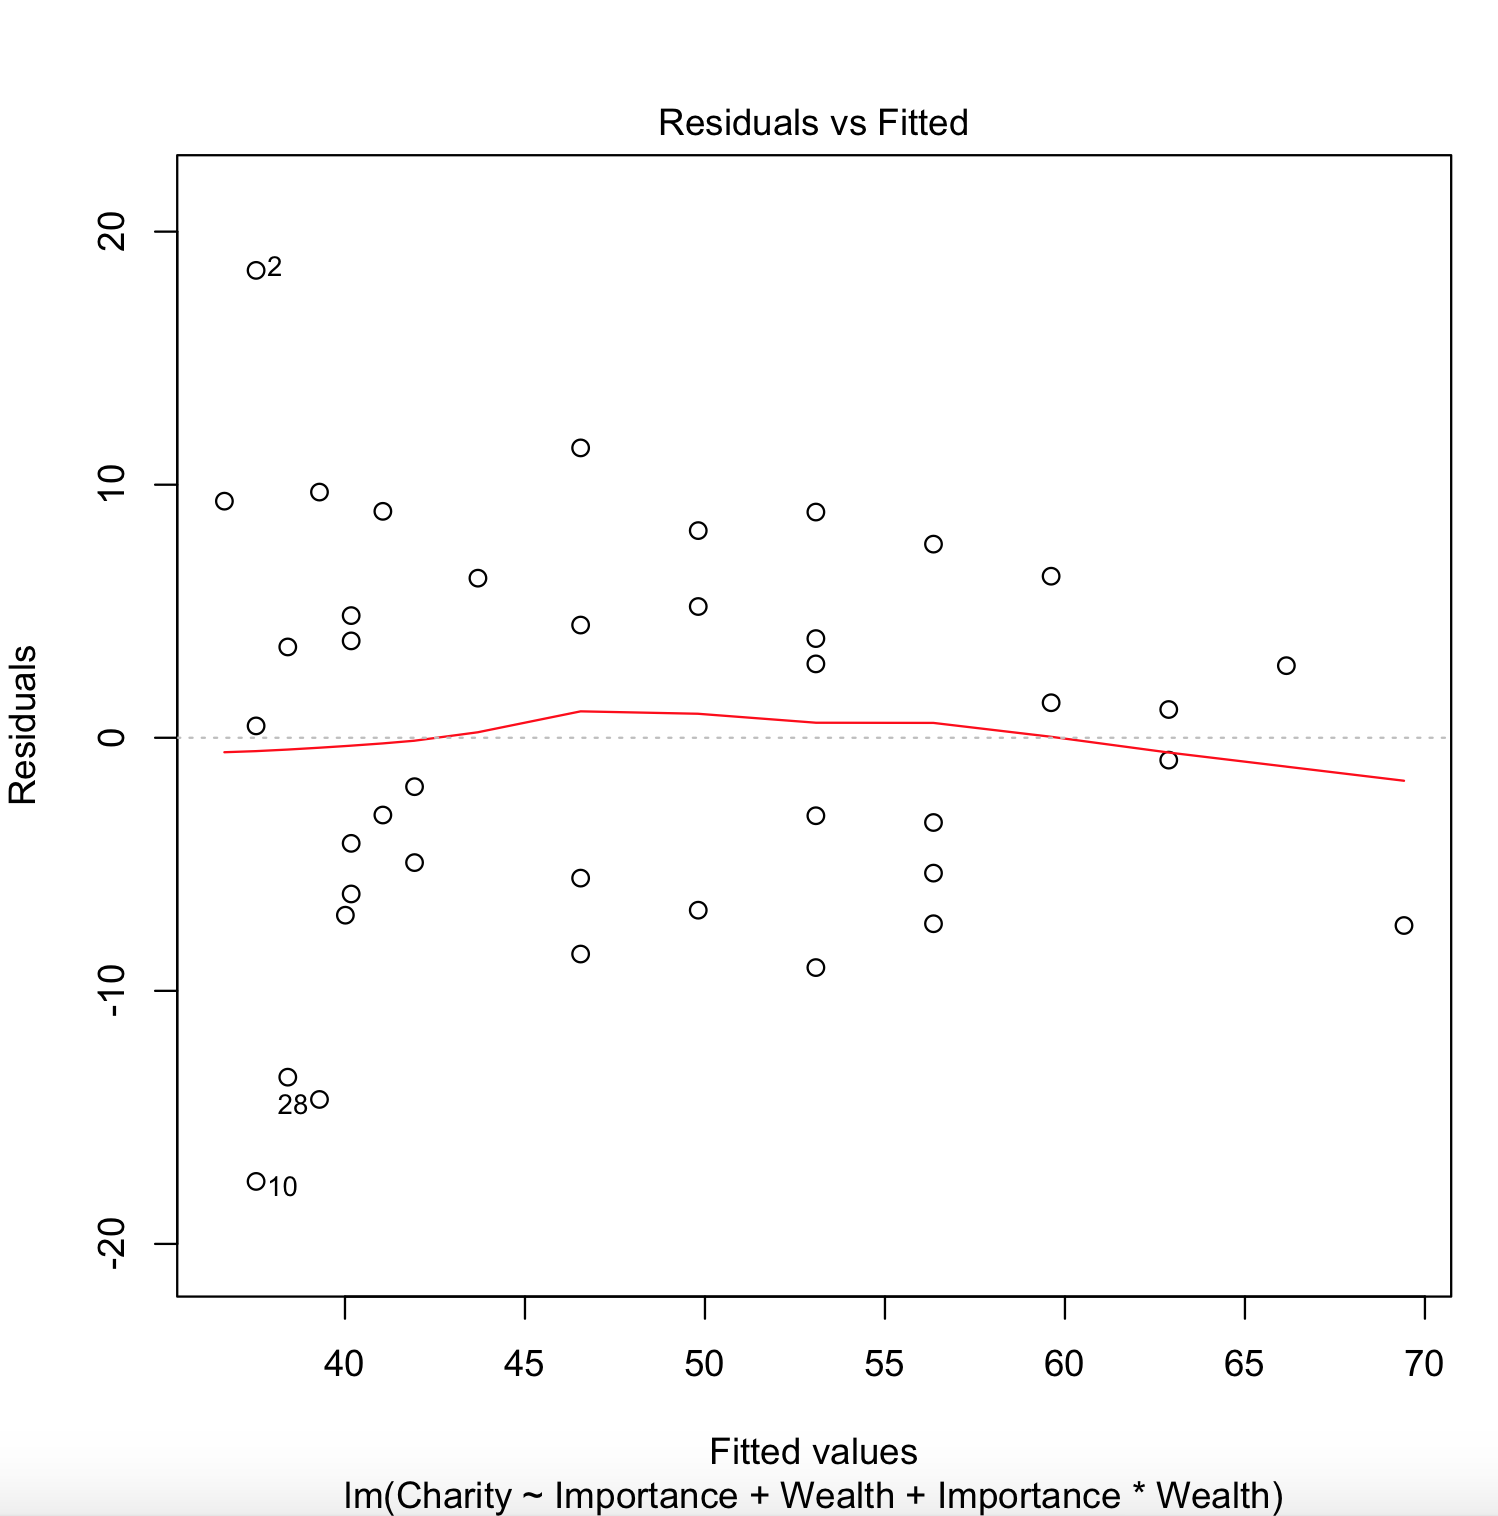 Residuals vs Fitted
20
10
0
-10
-20
Residuals
2
28
10
40 45 50 55 60 65 70
Fitted values
lm(Charity ~ Importance + Wealth + Importance * Wealth)